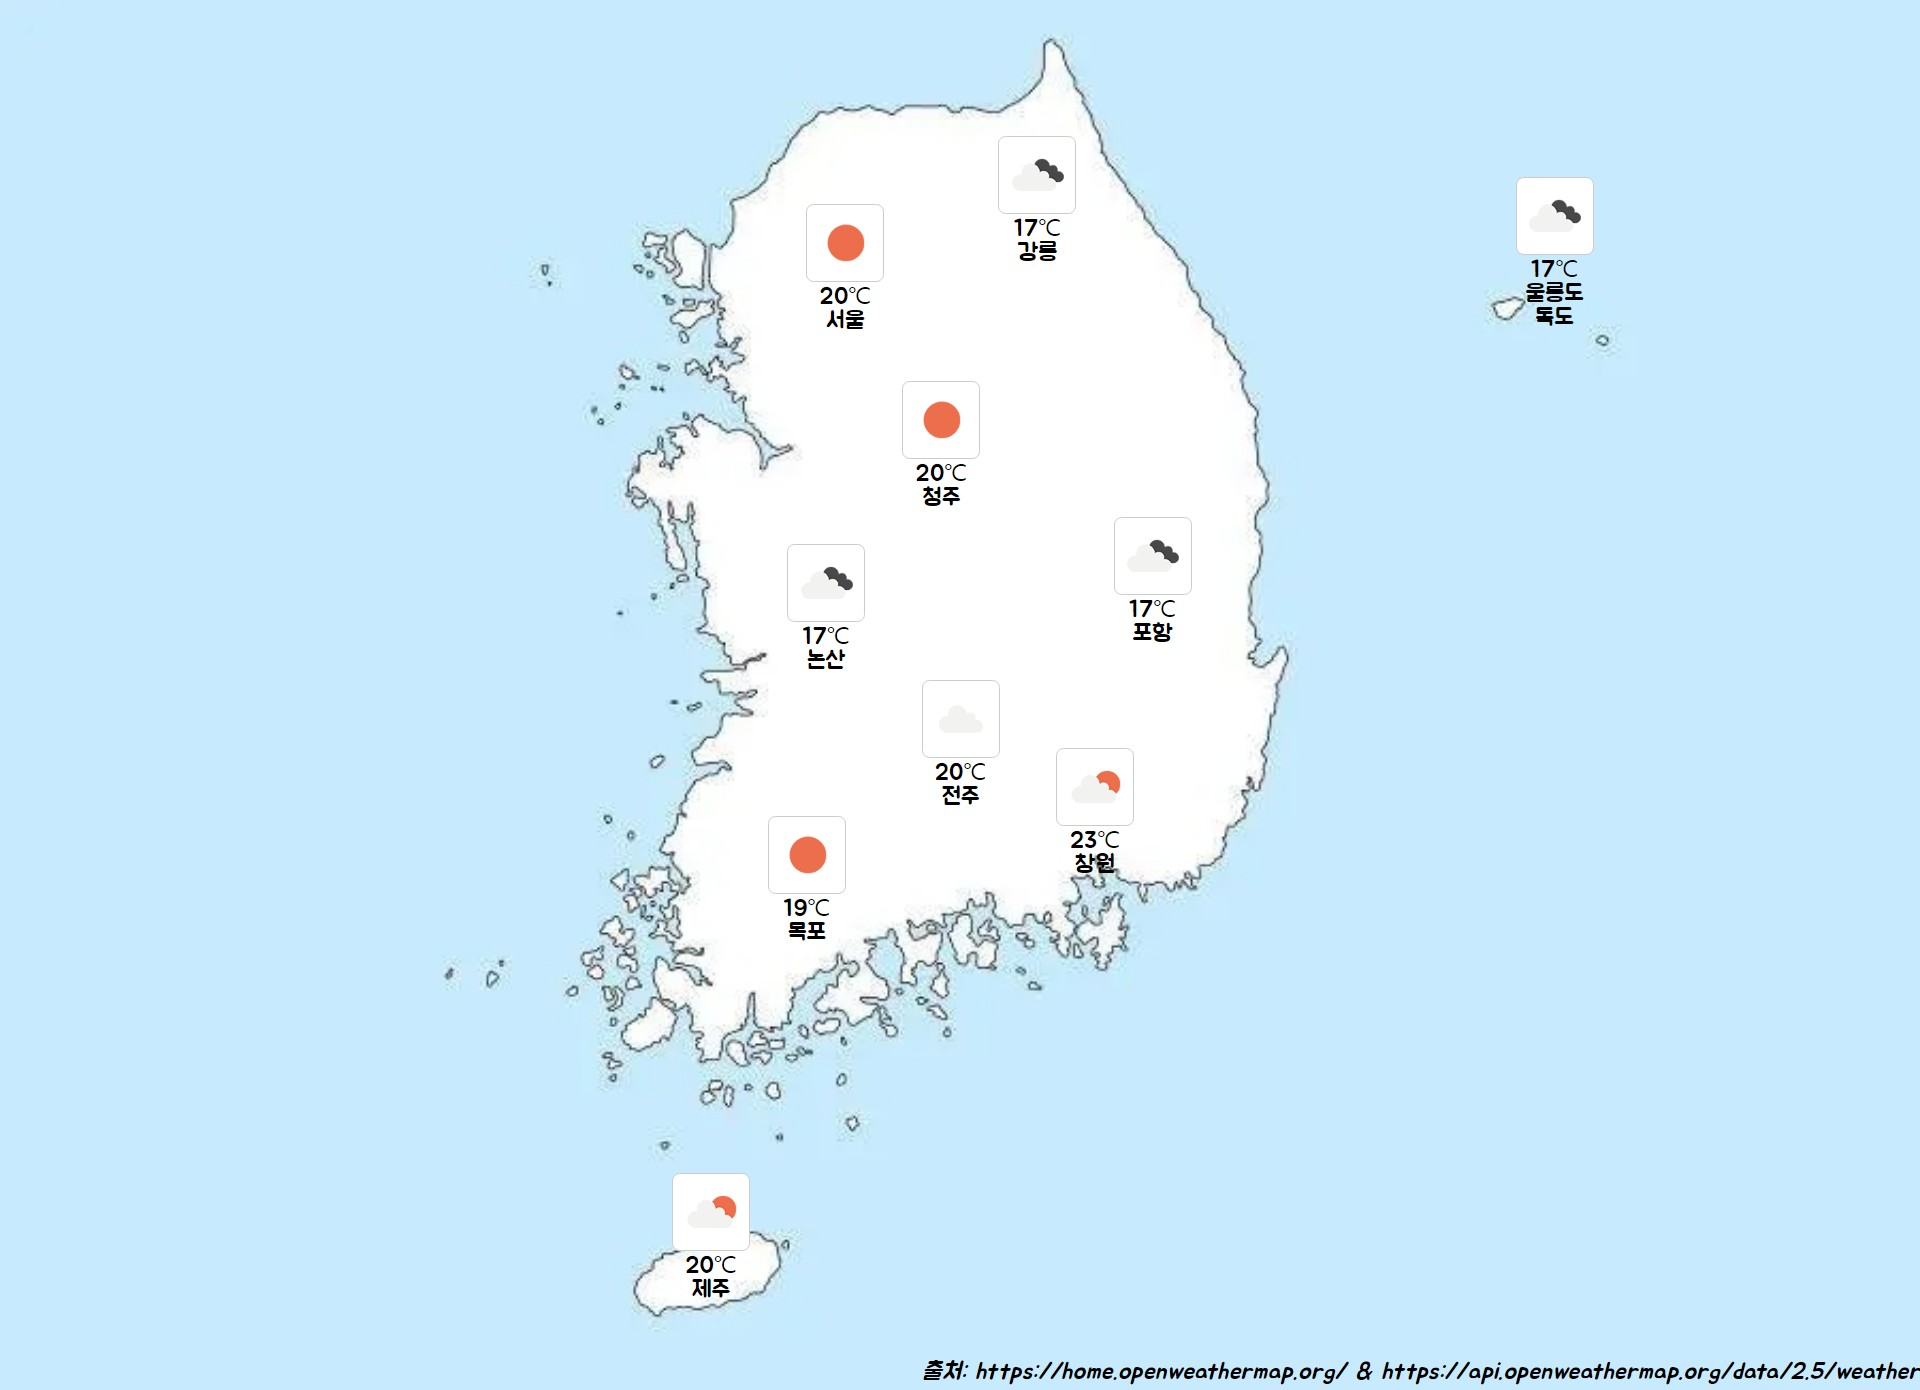 17℃
강릉
17℃
울릉도
독도
20℃
서울
20℃
청주
17℃
포항
17℃
논산
20℃
전주
23℃
창원
19℃
목포
20℃
제주
출처: https://home.openweathermap.org/ & https://api.openweathermap.org/data/2.5/weather